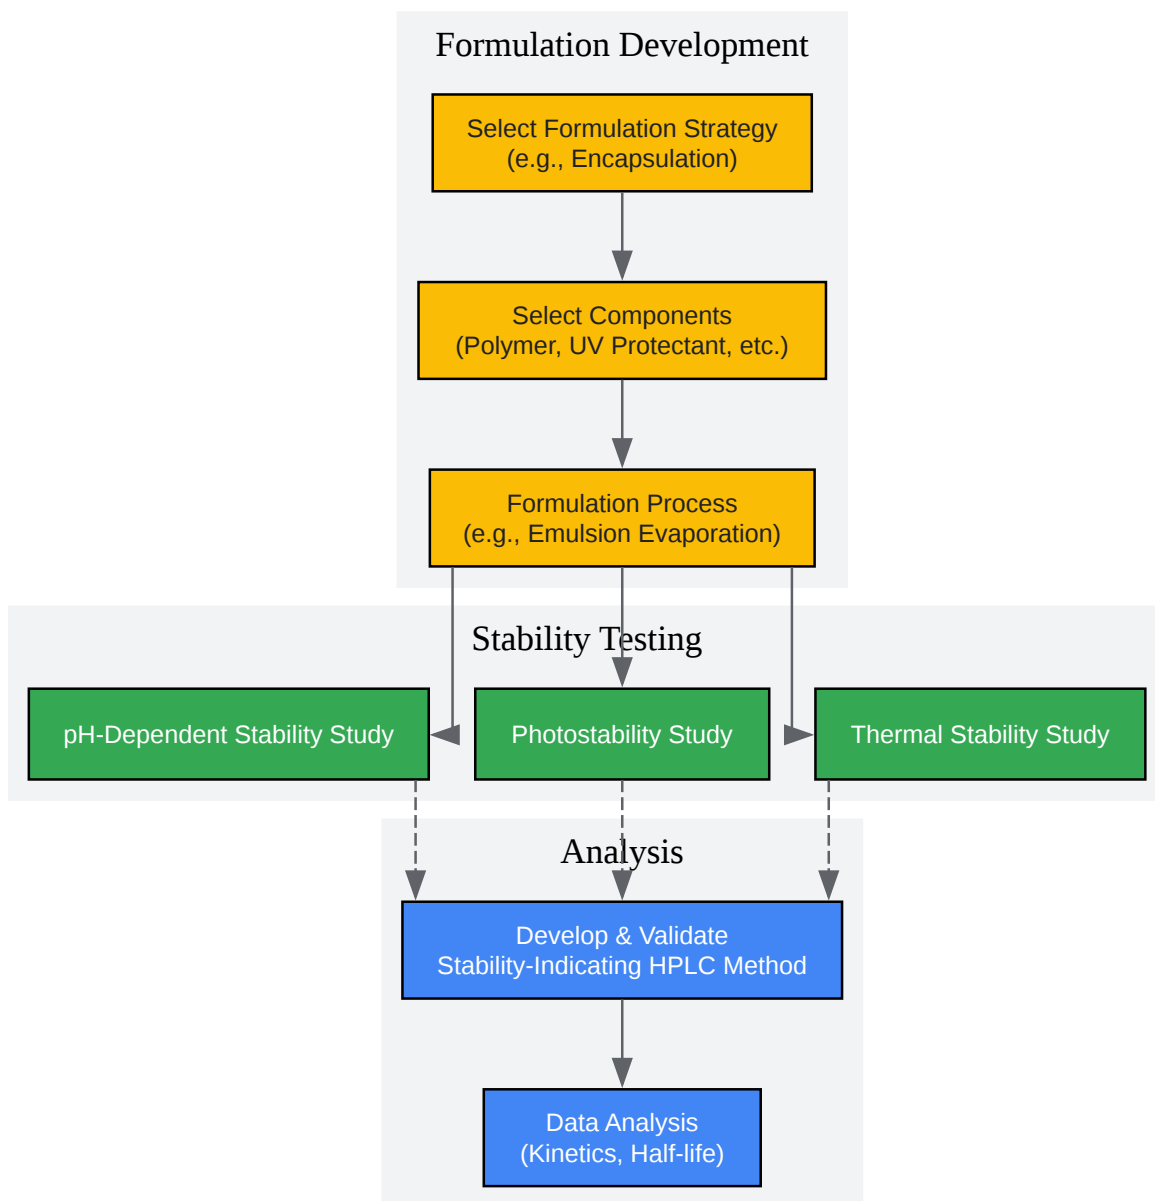 Formulation Development
Select Formulation Strategy
(e.g., Encapsulation)
Select Components
(Polymer, UV Protectant, etc.)
Formulation Process
(e.g., Emulsion Evaporation)
Stability Testing
pH-Dependent Stability Study
Photostability Study
Thermal Stability Study
Analysis
Develop & Validate
Stability-Indicating HPLC Method
Data Analysis
(Kinetics, Half-life)